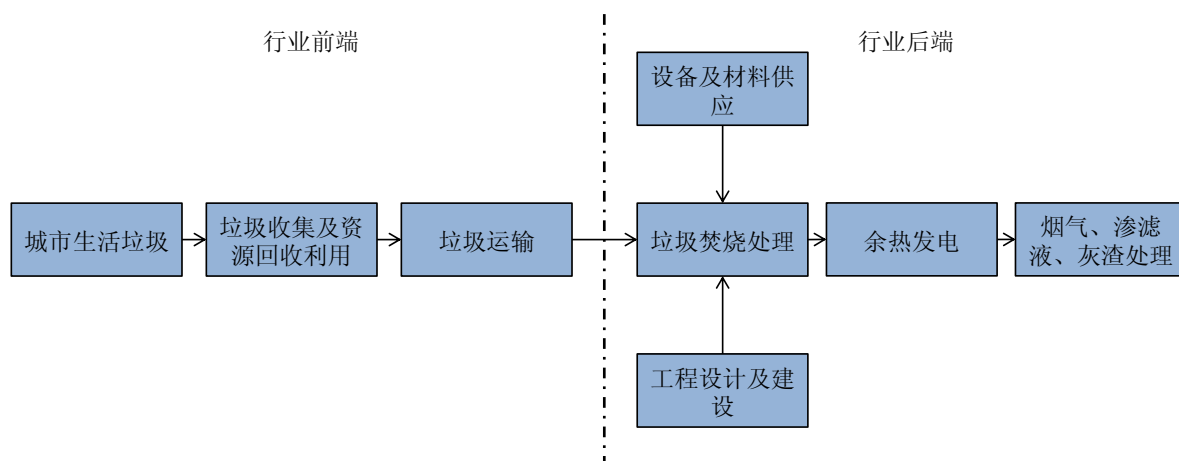 行业前端
行业后端
设备及材料供
应
城市生活垃圾
垃圾收集及资
源回收利用
垃圾运输
垃圾焚烧处理
余热发电
烟气、渗滤
液、灰渣处理
工程设计及建
设